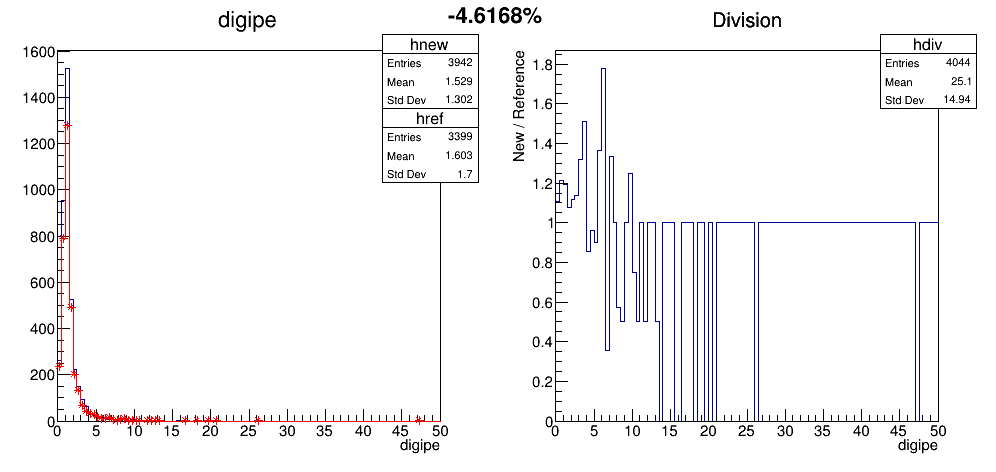 -4.6168%
digipe
hnew
Entries 3942
Mean 1.529
Std Dev 1.302
href
Entries 3399
Mean 1.603
Std Dev 1.7
1600
1400
1200
1000
800
600
400
200
0
0 5 10 15 20 25 30 35 40 45 50
digipe
Division
hdiv
Entries 4044
Mean 25.1
Std Dev 14.94
New / Reference
1.8
1.6
1.4
1.2
1
0.8
0.6
0.4
0.2
0
0 5 10 15 20 25 30 35 40 45 50
digipe